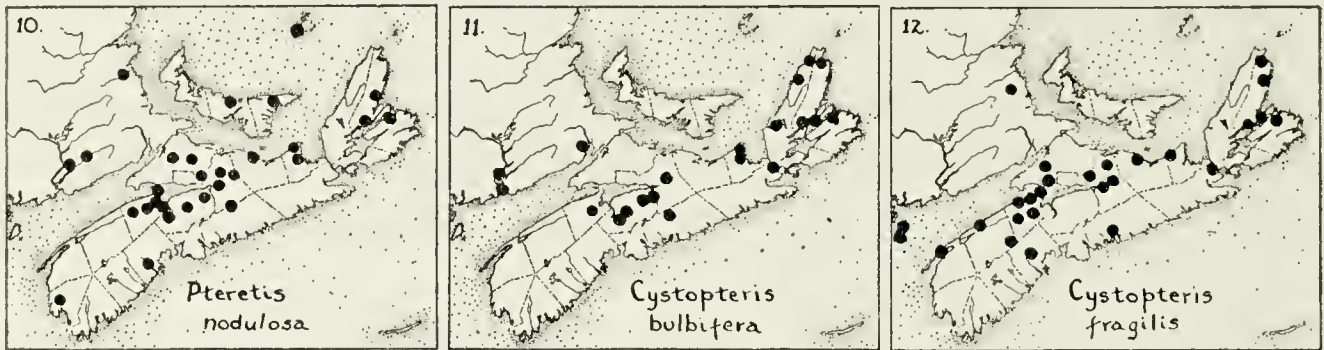 10.
Pteretis
nodulosa
11.
Cystopteris
bulbifera
12.
Cystopteris
fragilis